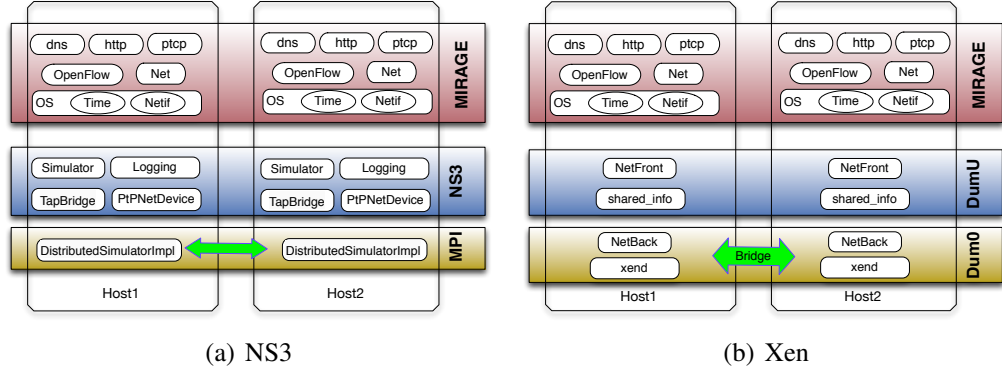 dns http ptcp
OpenFlow Net
OS Time Netif
dns http ptcp
OpenFlow Net
OS Time Netif
MIRAGE
Simulator Logging
TapBridge PtPNetDevice
Simulator Logging
TapBridge PtPNetDevice
NS3
DistributedSimulatorImpl
DistributedSimulatorImpl
MPI
Host1
Host2
(a) NS3
dns http ptcp
OpenFlow Net
OS Time Netif
dns http ptcp
OpenFlow Net
OS Time Netif
MIRAGE
NetFront
shared_info
NetFront
shared_info
DumU
NetBack
xend
Bridge
NetBack
xend
Dum0
Host1
Host2
(b) Xen